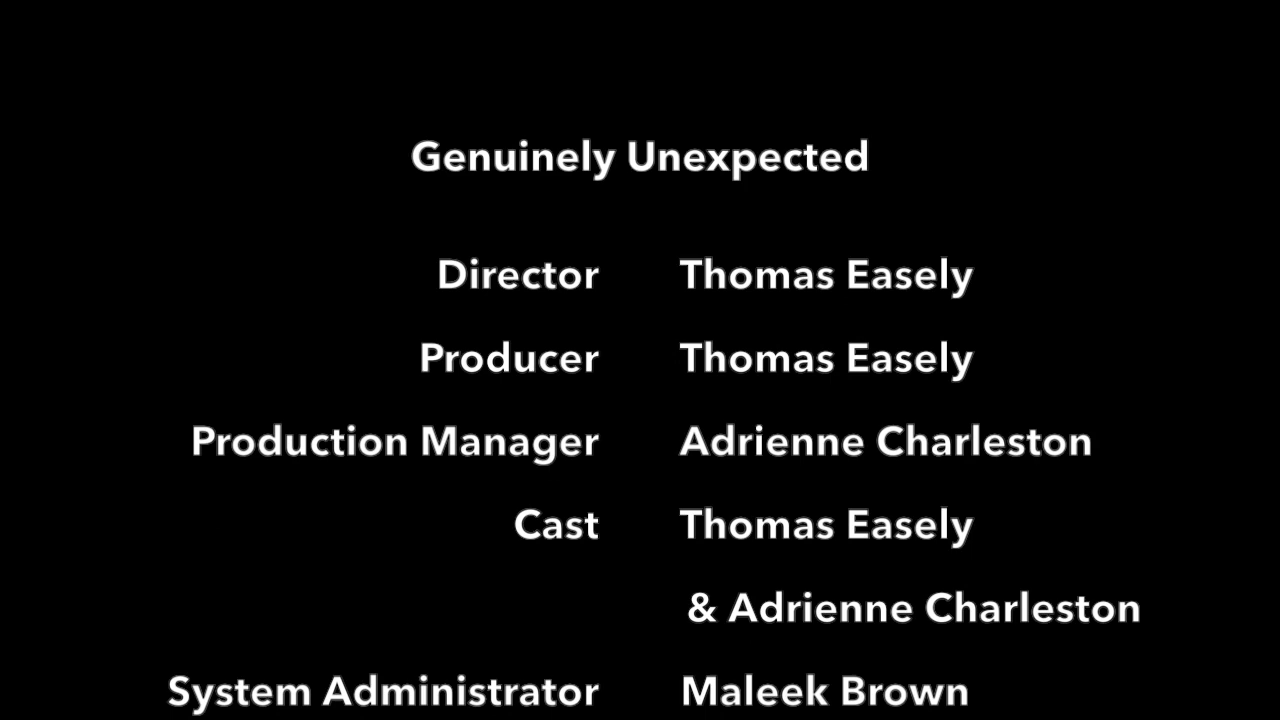 Genuinely Unexpected
Director Thomas Easely
Producer Thomas Easely
Production Manager Adrienne Charleston
Cast Thomas Easely
& Adrienne Charleston
System Administrator Maleek Brown